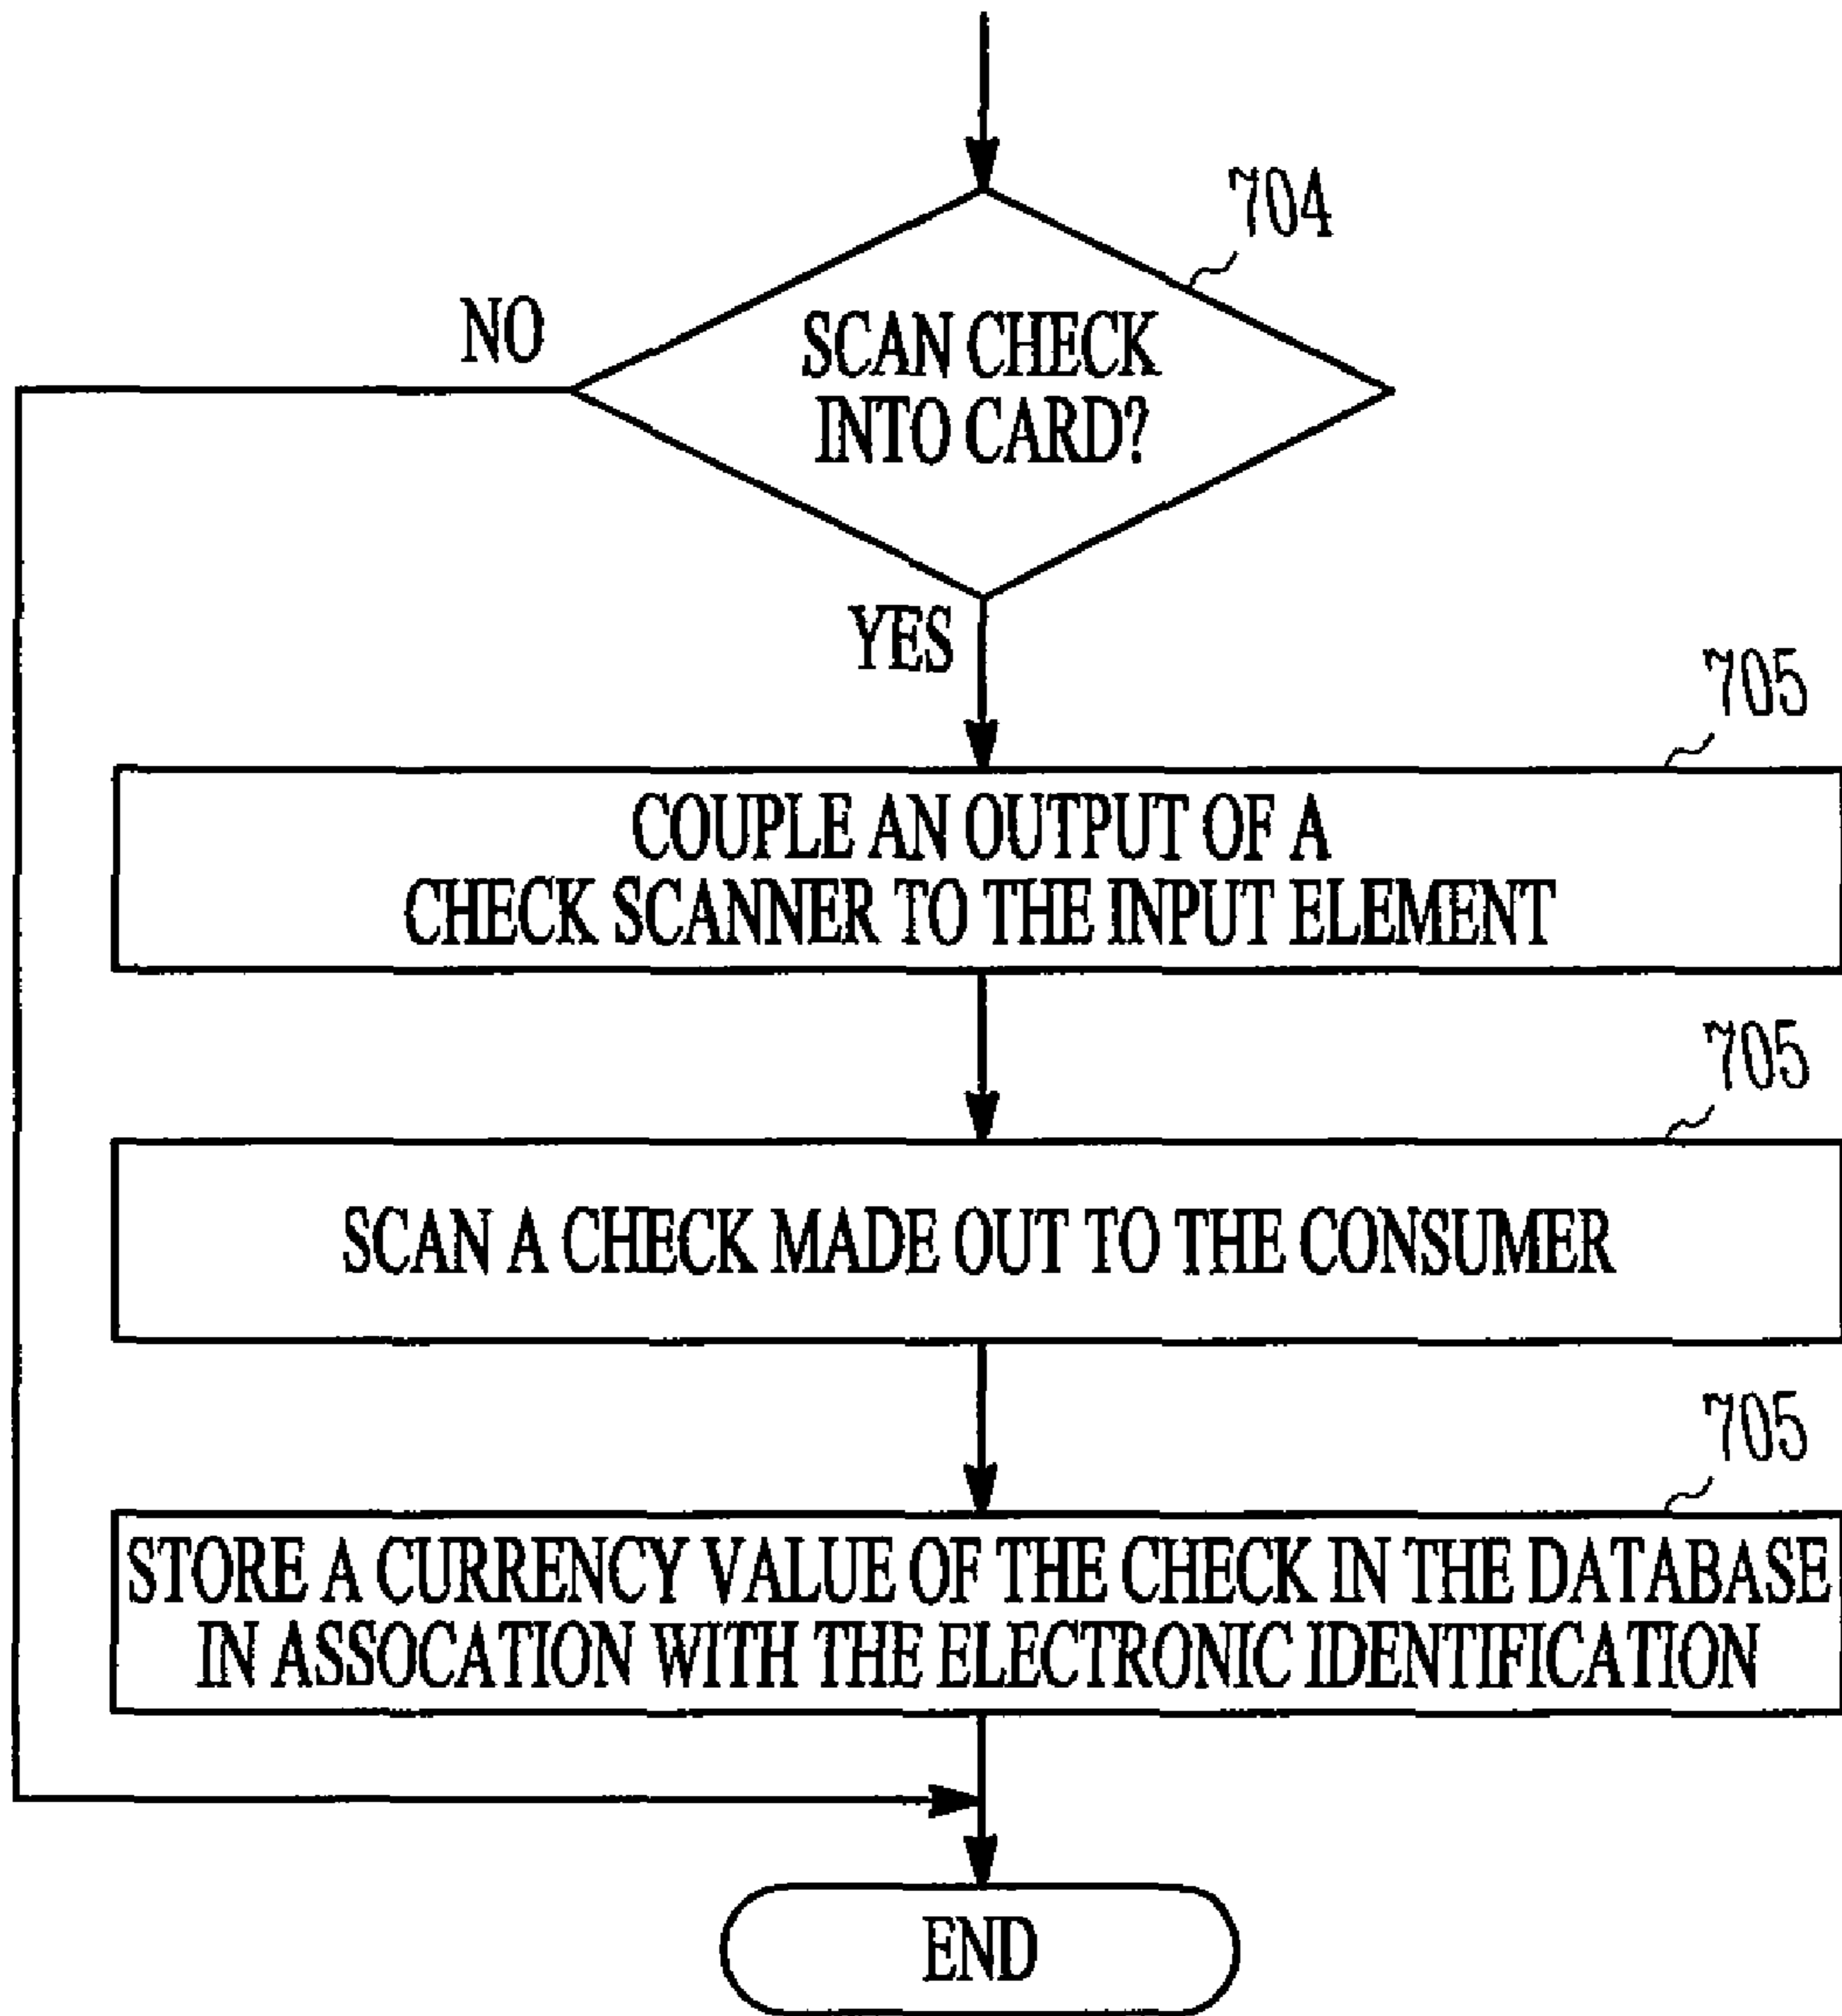 704
NO
SCAN CHECK
INTO CARD?
YES
705
COUPLE AN OUTPUT OF A
CHECK SCANNER TO THE INPUT ELEMENT
705
SCAN A CHECK MADE OUT TO THE CONSUMER
705
STORE A CURRENCY VALUE OF THE CHECK IN THE DATABASE
IN ASSOCATION WITH THE ELECTRONIC IDENTIFICATION
END